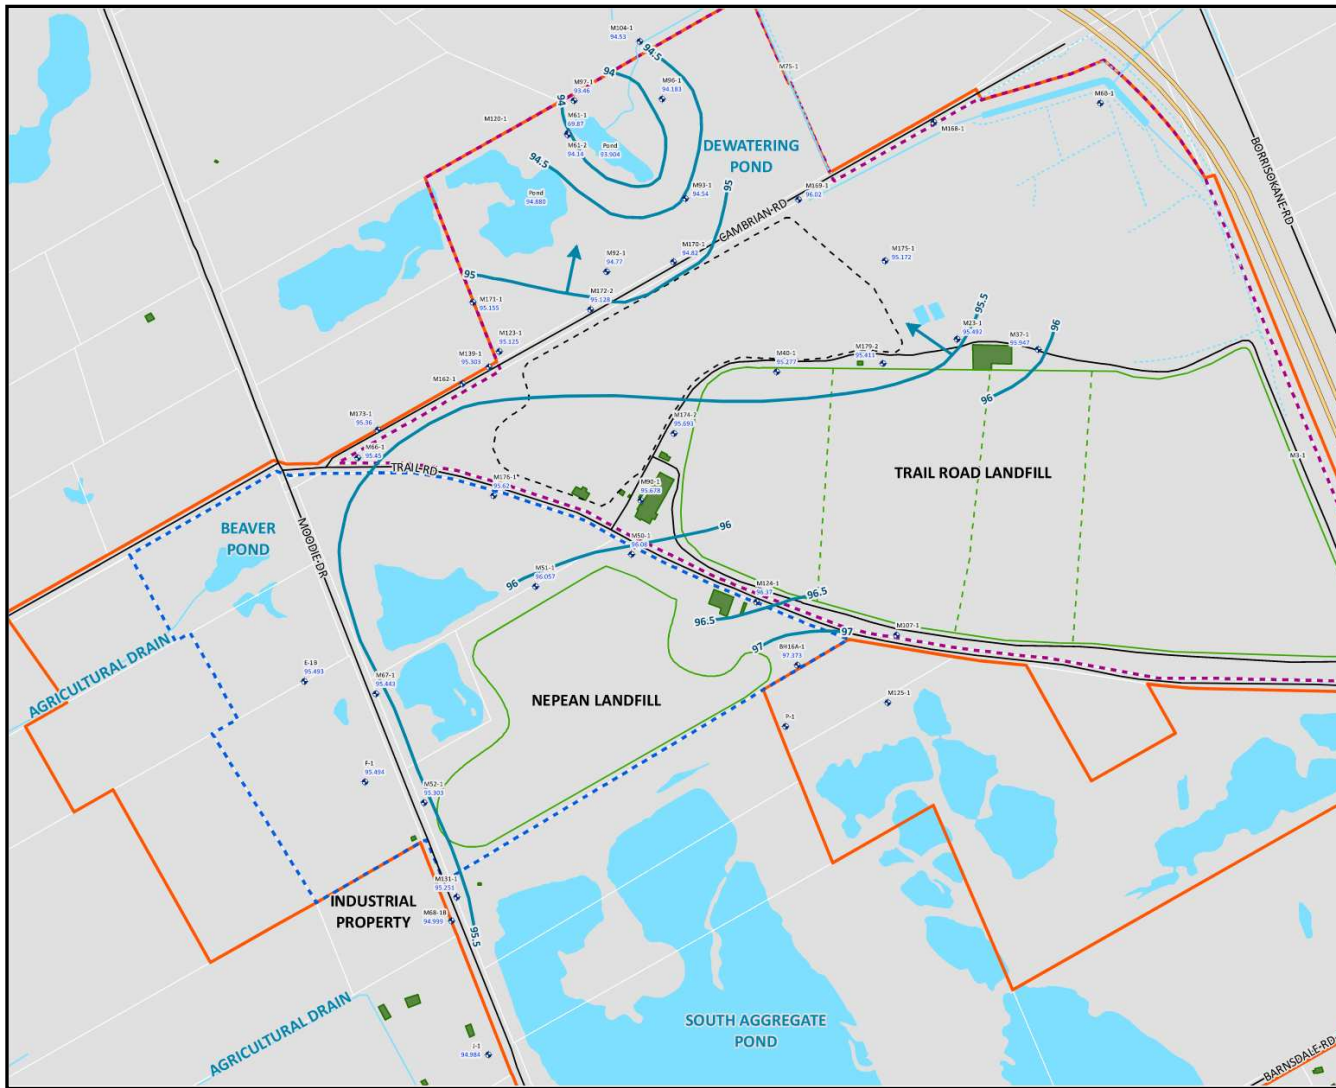 M104-1
94.53
94.5
M75-1
94
M97-1
93.46
M96-1
94.183
94
M61-1
69.87
M120-1
M61-2
94.14
Pond
93.904
M68-1
M168-1
DEWATERING
POND
94.5
Pond
94.880
M93-1
94.54
95
M169-1
96.02
BORRISOKANE RD
CAMBRIAN RD
M170-1
94.82
M92-1
94.77
M175-1
95.172
95
M171-1
95.155
M172-2
95.128
95.5
M23-1
95.492
96
M37-1
95.947
M123-1
95.125
M139-1
95.303
M179-2
95.411
M40-1
95.277
M162-1
96
M173-1
95.36
M174-2
95.693
M66-1
95.45
TRAIL RD
M176-1
95.62
M90-1
95.678
TRAIL ROAD LANDFILL
M3-1
BEAVER
POND
MOODIE DR
96
M50-1
96.08
M51-1
96.057
96
M124-1
96.37
96.5
96.5
97
M107-1
97
BH16A-1
97.373
E-19
95.493
M67-1
95.443
AGRICULTURAL DRAIN
NEPEAN LANDFILL
M125-1
P-1
F-1
95.494
M52-1
95.303
M131-1
95.251
INDUSTRIAL
PROPERTY
M68-1B
94.999
95.5
AGRICULTURAL DRAIN
SOUTH AGGREGATE
POND
J-1
94.984
BARNSDALE RD